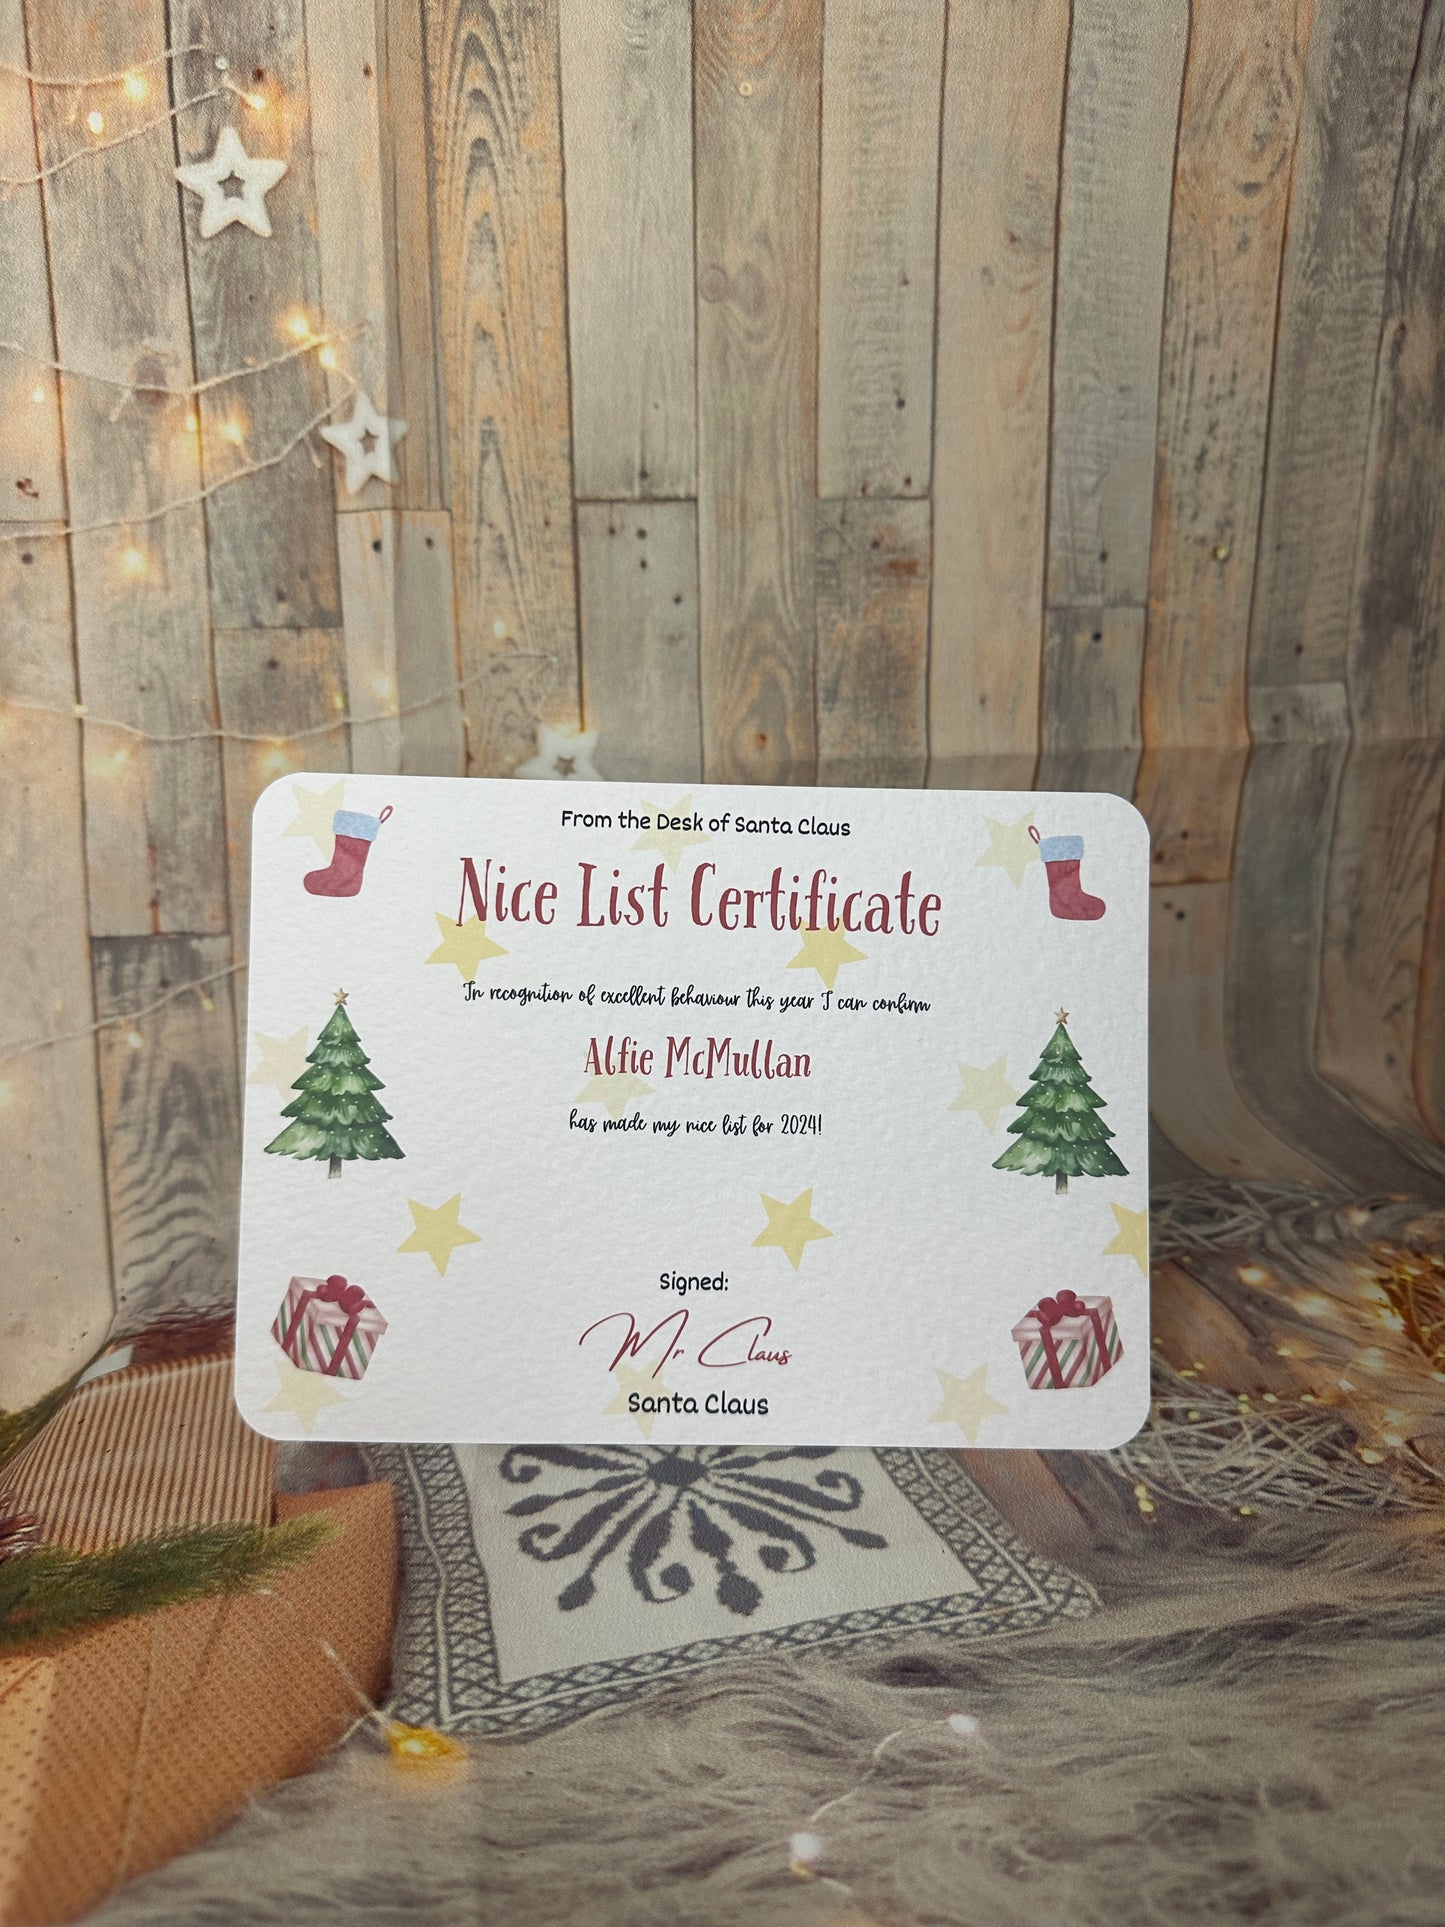 From the Desk of Santa Claus
Nice List Certificate
In recognition of excellent behaviour this year I can confirm
Alfie McMullan
has made my nice list for 2024!
Signed:
Mr Claus
Santa Claus